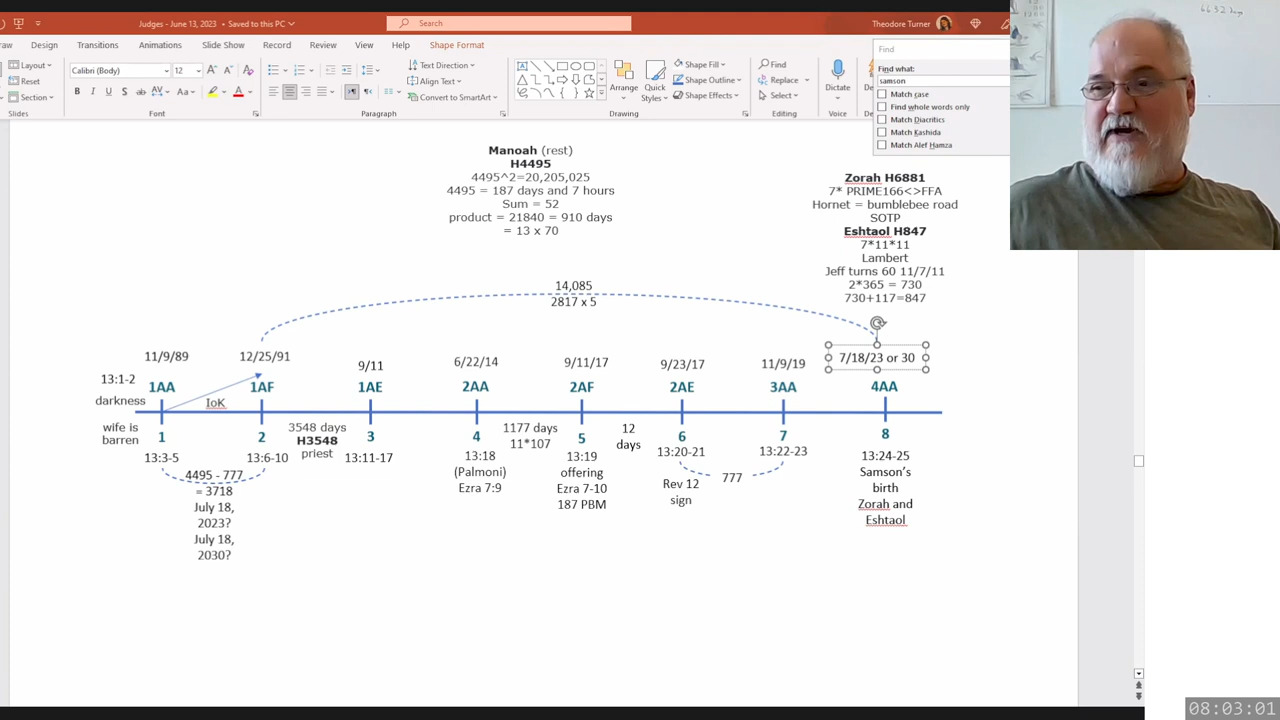 Judges - June 13, 2023 • Saved to this PC
Search
Theodore Turner
Design
Transitions
Animations
Slide Show
Record
Review
View
Help
Shape Format
Layout
Reset
Section
Slides
Calibri (Body)
12
Font
Paragraph
Text Direction
Align Text
Convert to SmartArt
Arrange
Quick
Styles
Shape Fill
Shape Outline
Shape Effects
Drawing
Find
Replace
Select
Editing
Dictate
Voice
Find
Find what:
samson
Match case
Find whole words only
Match Diacritics
Match Kashida
Match Alef Hamza
Manoah (rest)
H4495
4495^2=20,205,025
4495 = 187 days and 7 hours
Sum = 52
product = 21840 = 910 days
= 13 x 70
Zorah H6881
7* PRIME166<>FFA
Hornet = bumblebee road
SOTP
Eshtaol H847
7*11*11
Lambert
Jeff turns 60 11/7/11
2*365 = 730
730+117=847
14,085
2817 x 5
11/9/89
12/25/91
9/11
6/22/14
9/11/17
9/23/17
11/9/19
7/18/23 or 30
13:1-2
darkness
1AA
1AF
1AE
2AA
2AF
2AE
3AA
4AA
IoK
wife is
barren
1
2
3
4
5
6
7
8
3548 days
H3548
priest
1177 days
11*107
12
days
13:3-5
13:6-10
13:11-17
13:18
(Palmoni)
Ezra 7:9
13:19
offering
Ezra 7-10
187 PBM
13:20-21
13:22-23
13:24-25
Samson's
birth
Zorah and
Eshtaol
4495 - 777
= 3718
July 18,
2023?
July 18,
2030?
Rev 12
sign
777
08:03:01